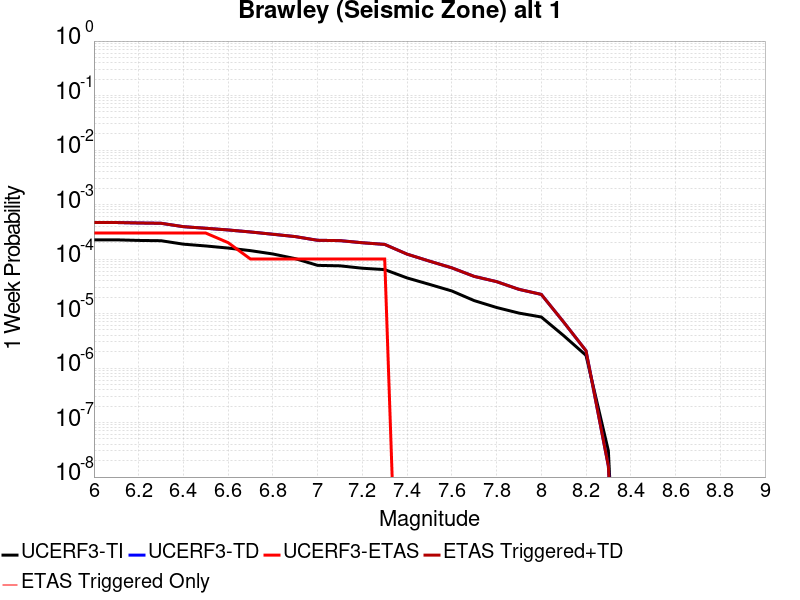 Brawley (Seismic Zone) alt 1
10^0
10^-1
10^-2
10^-3
10^-4
10^-5
10^-6
10^-7
10^-8
1 Week Probability
6 6.2 6.4 6.6 6.8 7 7.2 7.4 7.6 7.8 8 8.2 8.4 8.6 8.8 9
Magnitude
UCERF3-TI UCERF3-TD UCERF3-ETAS ETAS Triggered+TD
ETAS Triggered Only